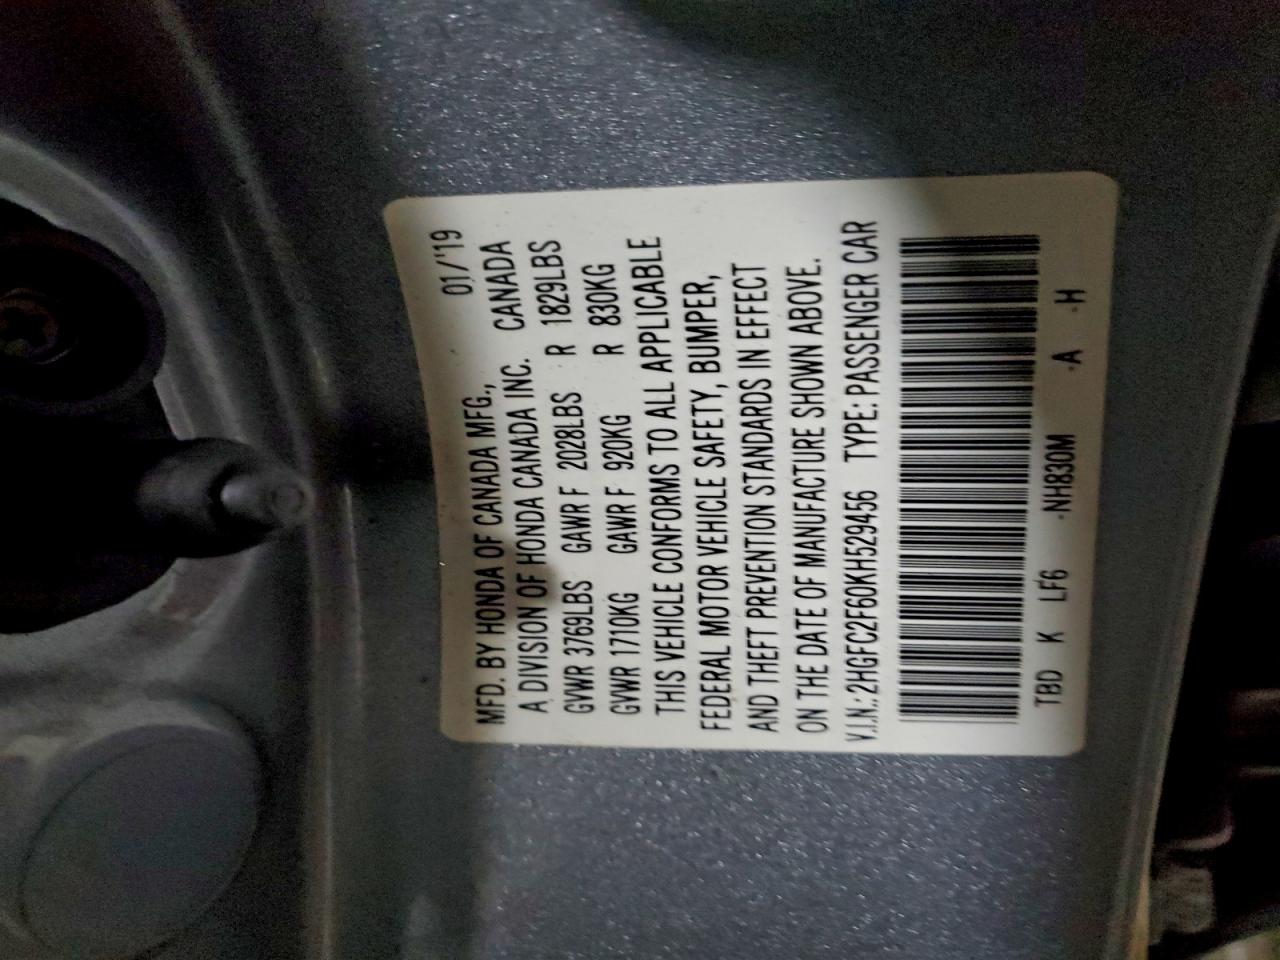 01/'19
MFD. BY HONDA OF CANADA MFG.,
A DIVISION OF HONDA CANADA INC. CANADA
GVWR 3769LBS GAWR F 2028LBS R 1829LBS
GVWR 1710KG GAWR F 920KG R 830KG
THIS VEHICLE CONFORMS TO ALL APPLICABLE
FEDERAL MOTOR VEHICLE SAFETY, BUMPER,
AND THEFT PREVENTION STANDARDS IN EFFECT
ON THE DATE OF MANUFACTURE SHOWN ABOVE.
V.I.N.: 2HGFC2F60KH529456 TYPE: PASSENGER CAR
TBD K LF6 -NH830M -A -H